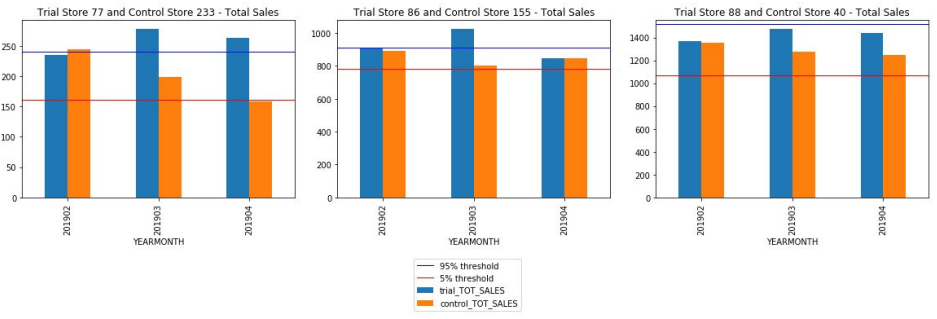 Trial Store 77 and Control Store 233 - Total Sales
250
200
150
100
50
0
201902
201903
201904
YEARMONTH
Trial Store 86 and Control Store 155 - Total Sales
1000
800
600
400
200
0
201902
201903
201904
YEARMONTH
Trial Store 88 and Control Store 40 - Total Sales
1400
1200
1000
800
600
400
200
0
201902
201903
201904
YEARMONTH
95% threshold
5% threshold
trial_TOT_SALES
control_TOT_SALES